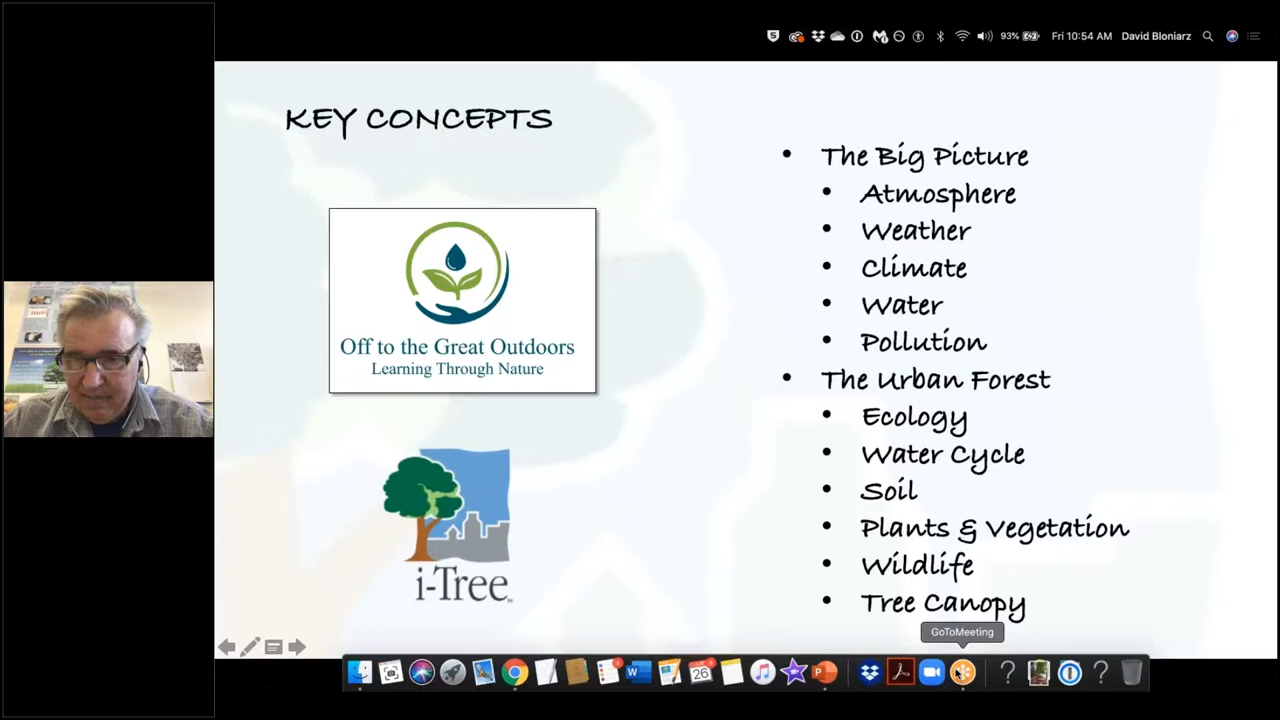 93%
Fri 10:54 AM
David Bloniarz
KEY CONCEPTS
Off to the Great Outdoors
Learning Through Nature
i-Tree
• The Big Picture
• Atmosphere
• Weather
• Climate
• Water
• Pollution
• The Urban Forest
• Ecology
• Water Cycle
• Soil
• Plants & Vegetation
• Wildlife
• Tree Canopy
GoToMeeting
26